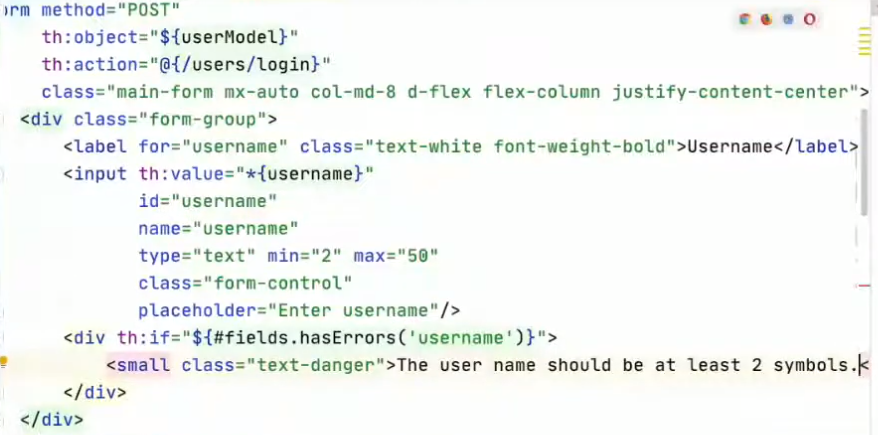 orm method="POST"
th:object="${userModel}"
th:action="@{/users/login}"
class="main-form mx-auto col-md-8 d-flex flex-column justify-content-center">
<div class="form-group">
<label for="username" class="text-white font-weight-bold">Username</label>
<input th:value="*{username}"
id="username"
name="username"
type="text" min="2" max="50"
class="form-control"
placeholder="Enter username"/>
<div th:if="${#fields.hasErrors('username')}">
<small class="text-danger">The user name should be at least 2 symbols.<
</div>
</div>